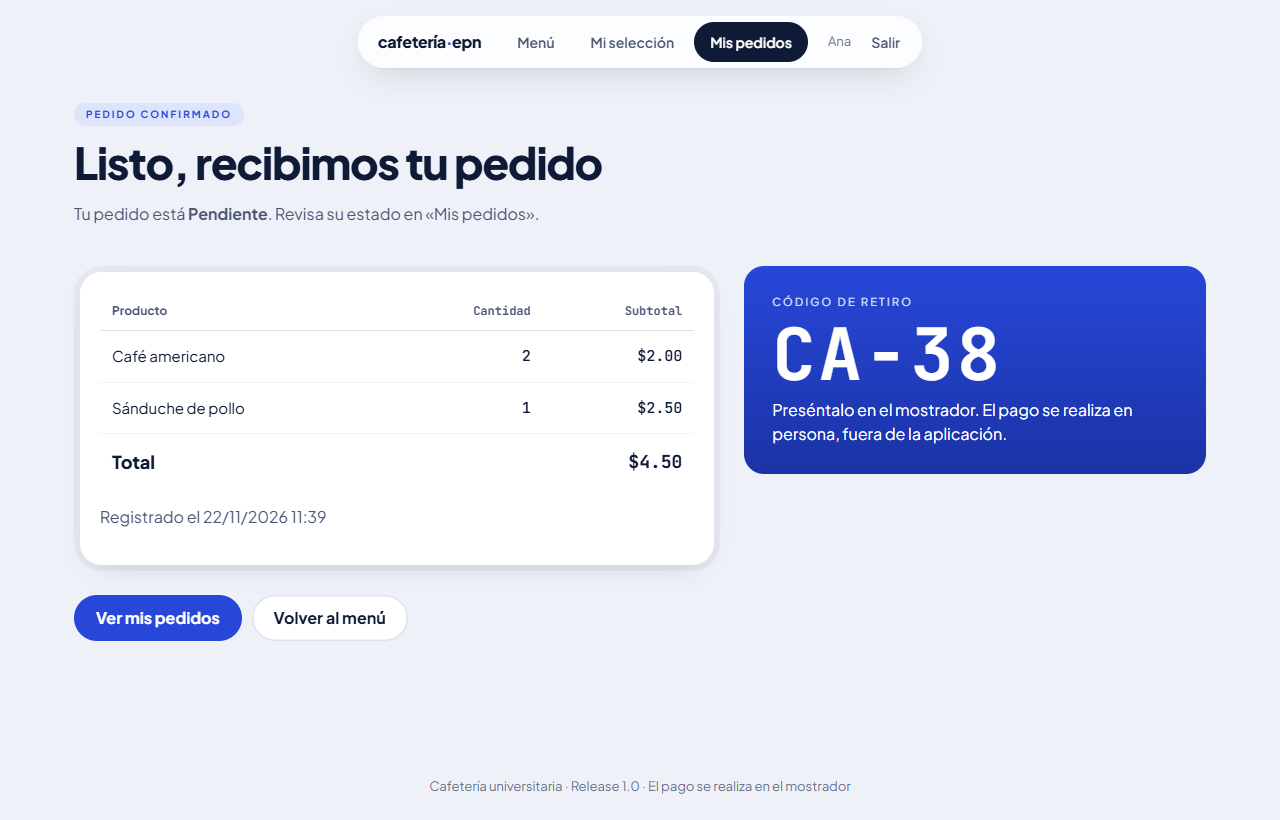 cafetería·epn Menú Mi selección Mis pedidos Ana Salir
PEDIDO CONFIRMADO
Listo, recibimos tu pedido
Tu pedido está Pendiente. Revisa su estado en «Mis pedidos».
Producto Cantidad Subtotal
Café americano 2 $2.00
Sánduche de pollo 1 $2.50
Total $4.50
Registrado el 22/11/2026 11:39
CÓDIGO DE RETIRO
CA-38
Preséntalo en el mostrador. El pago se realiza en
persona, fuera de la aplicación.
Ver mis pedidos Volver al menú
Cafetería universitaria · Release 1.0 · El pago se realiza en el mostrador